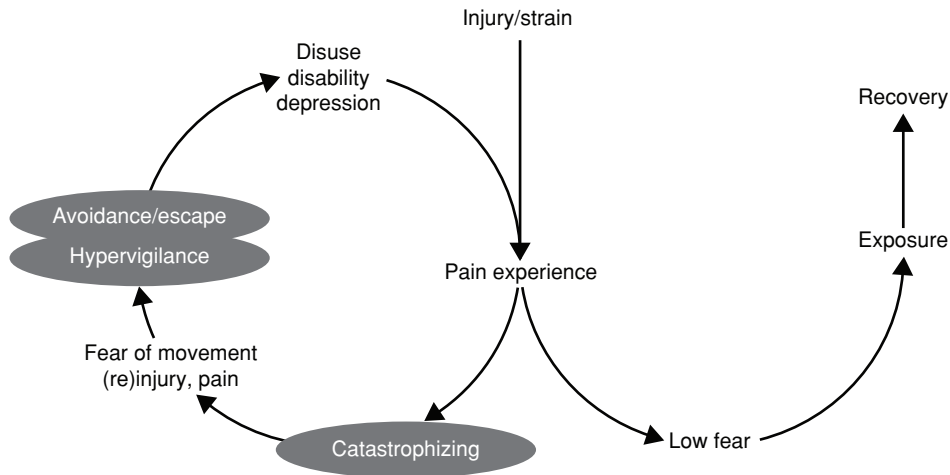 Injury/strain
Disuse
disability
depression
Recovery
Avoidance/escape
Hypervigilance
Exposure
Pain experience
Fear of movement
(re)injury, pain
Catastrophizing
Low fear